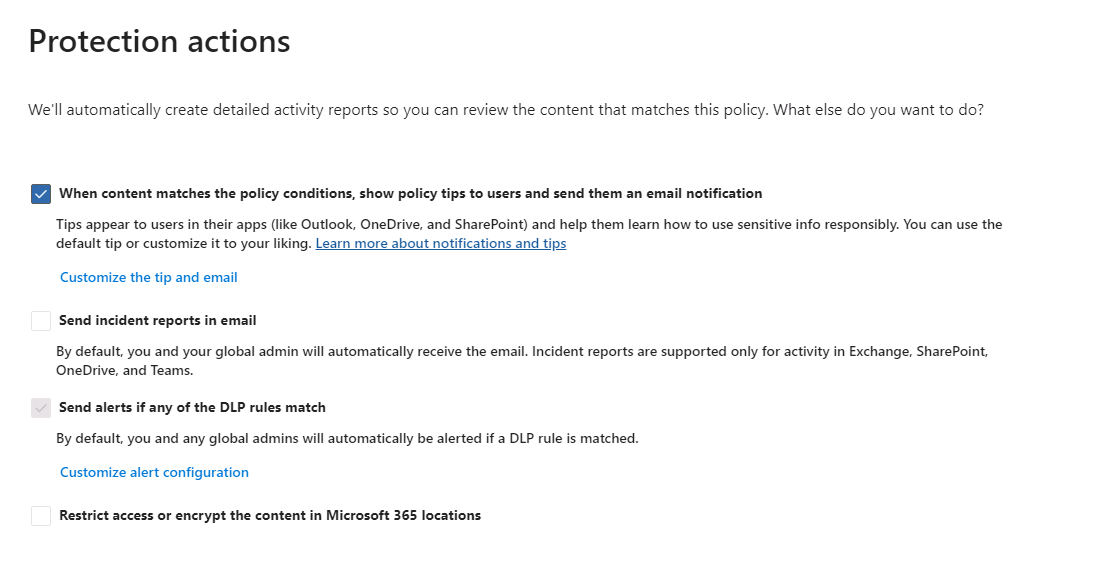 Protection actions
We'll automatically create detailed activity reports so you can review the content that matches this policy. What else do you want to do?
When content matches the policy conditions, show policy tips to users and send them an email notification
Tips appear to users in their apps (like Outlook, OneDrive, and SharePoint) and help them learn how to use sensitive info responsibly. You can use the
default tip or customize it to your liking. Learn more about notifications and tips
Customize the tip and email
Send incident reports in email
By default, you and your global admin will automatically receive the email. Incident reports are supported only for activity in Exchange, SharePoint,
OneDrive, and Teams.
Send alerts if any of the DLP rules match
By default, you and any global admins will automatically be alerted if a DLP rule is matched.
Customize alert configuration
Restrict access or encrypt the content in Microsoft 365 locations